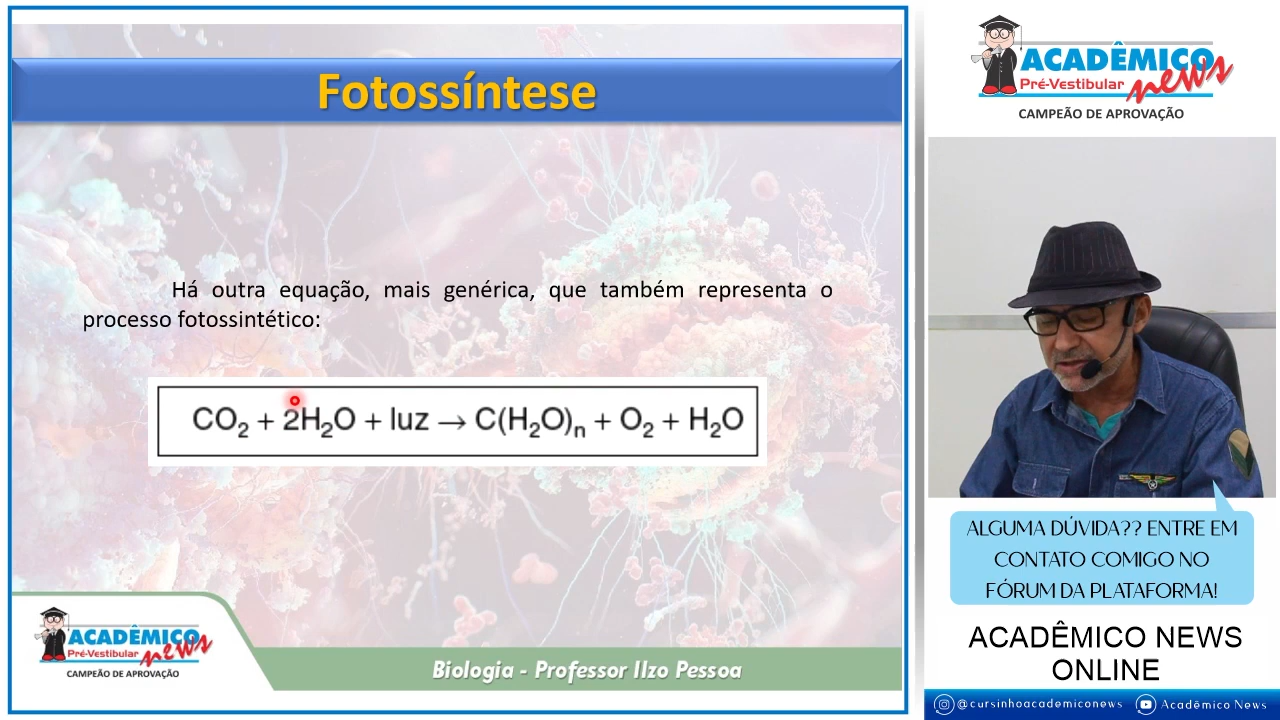 Fotossíntese
Há outra equação, mais genérica, que também representa o
processo fotossintético:
CO₂ + 2H₂O + luz → C(H₂O)ₙ + O₂ + H₂O
ACADÊMICO
Pré-Vestibular news
CAMPEÃO DE APROVAÇÃO
Biologia - Professor Ilzo Pessoa
ACADÊMICO
Pré-Vestibular news
CAMPEÃO DE APROVAÇÃO
ALGUMA DÚVIDA?? ENTRE EM
CONTATO COMIGO NO
FÓRUM DA PLATAFORMA!
ACADÊMICO NEWS
ONLINE
@cursinhoacademiconews Acadêmico News